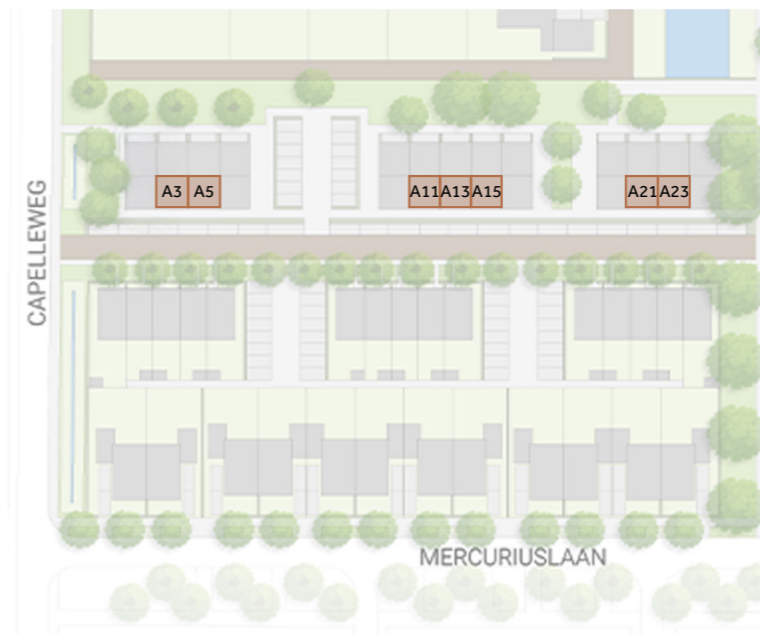 A3 A5
A11 A13 A15
A21 A23
CAPELLEWEG
MERCURIUSLAAN